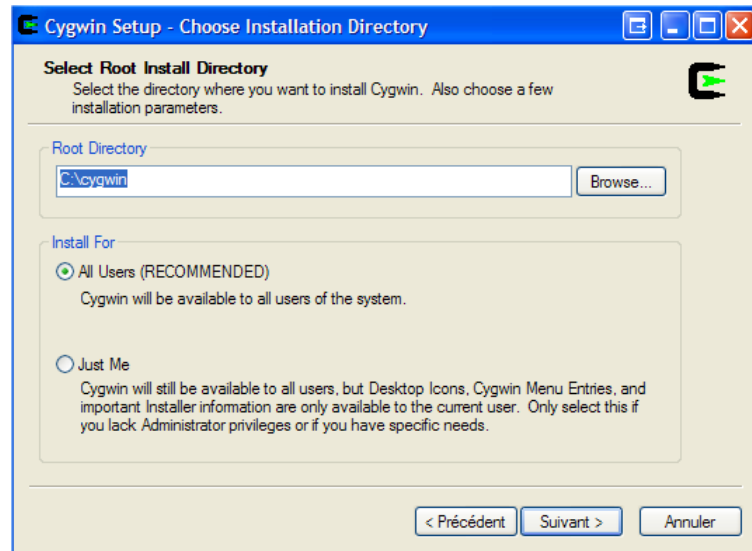 Cygwin Setup - Choose Installation Directory
Select Root Install Directory
Select the directory where you want to install Cygwin. Also choose a few
installation parameters.
Root Directory
C:\cygwin
Browse...
Install For
All Users (RECOMMENDED)
Cygwin will be available to all users of the system.
Just Me
Cygwin will still be available to all users, but Desktop Icons, Cygwin Menu Entries, and
important Installer information are only available to the current user. Only select this if
you lack Administrator privileges or if you have specific needs.
< Précédent
Suivant >
Annuler